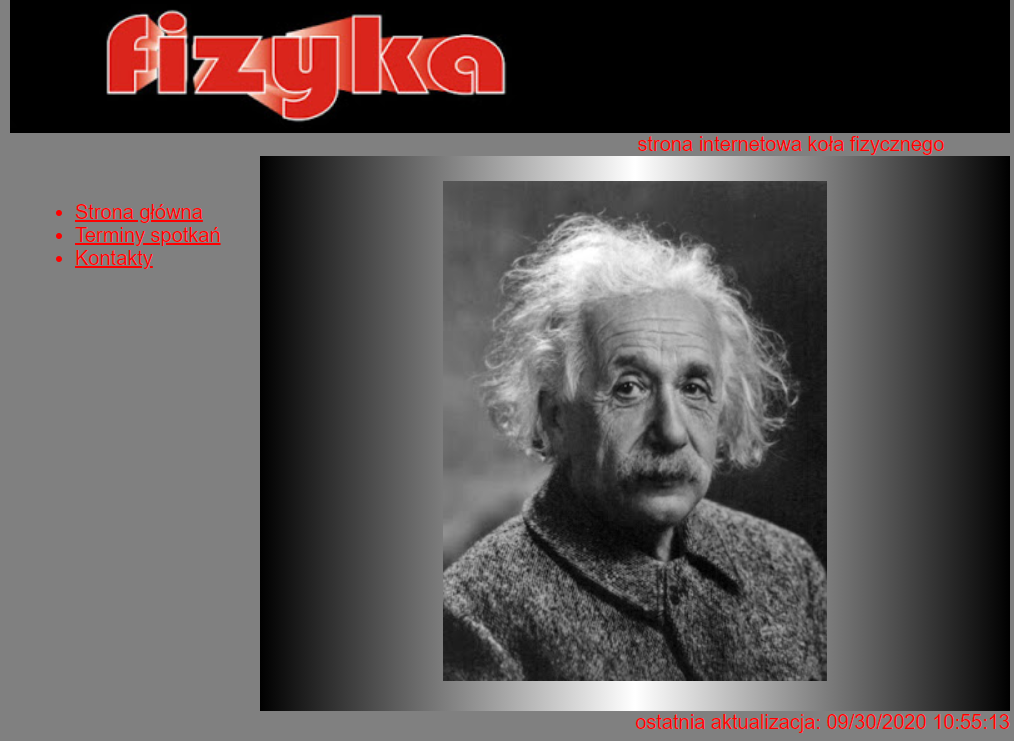 fizyka
strona internetowa koła fizycznego
Strona główna
Terminy spotkań
Kontakty
ostatnia aktualizacja: 09/30/2020 10:55:13